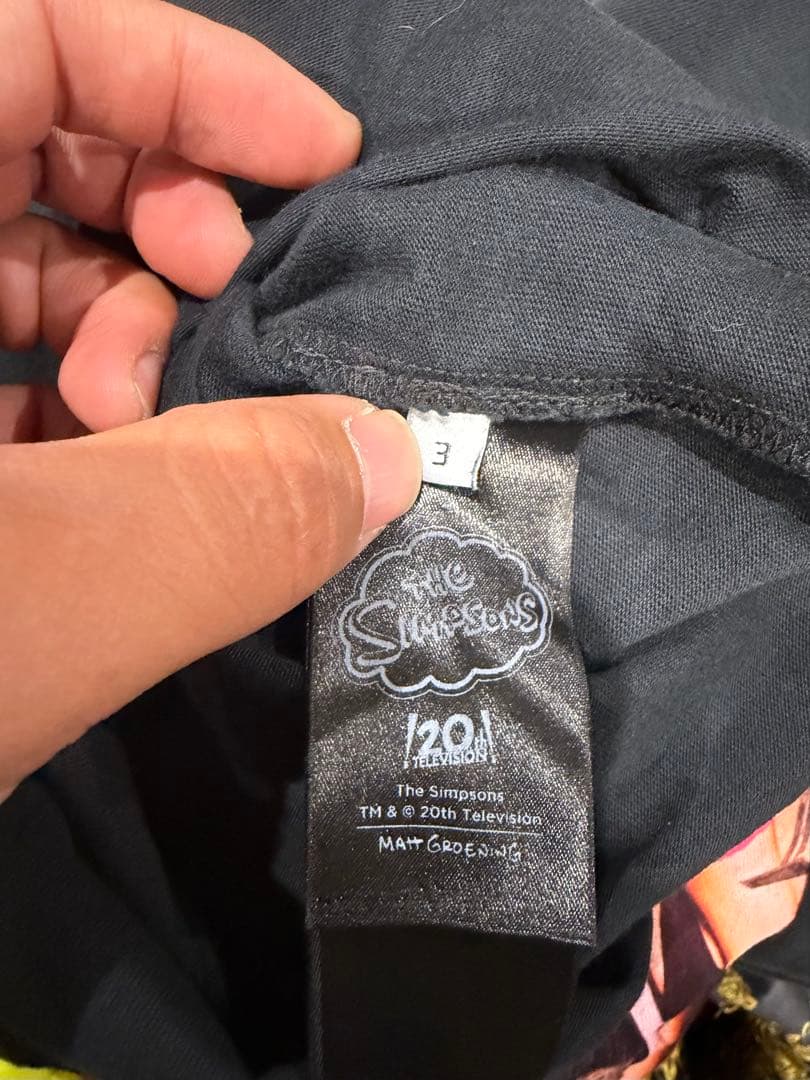 3
THE
SIMPSONS
20th
TELEVISION
The Simpsons
TM & © 20th Television
MATT GROENING